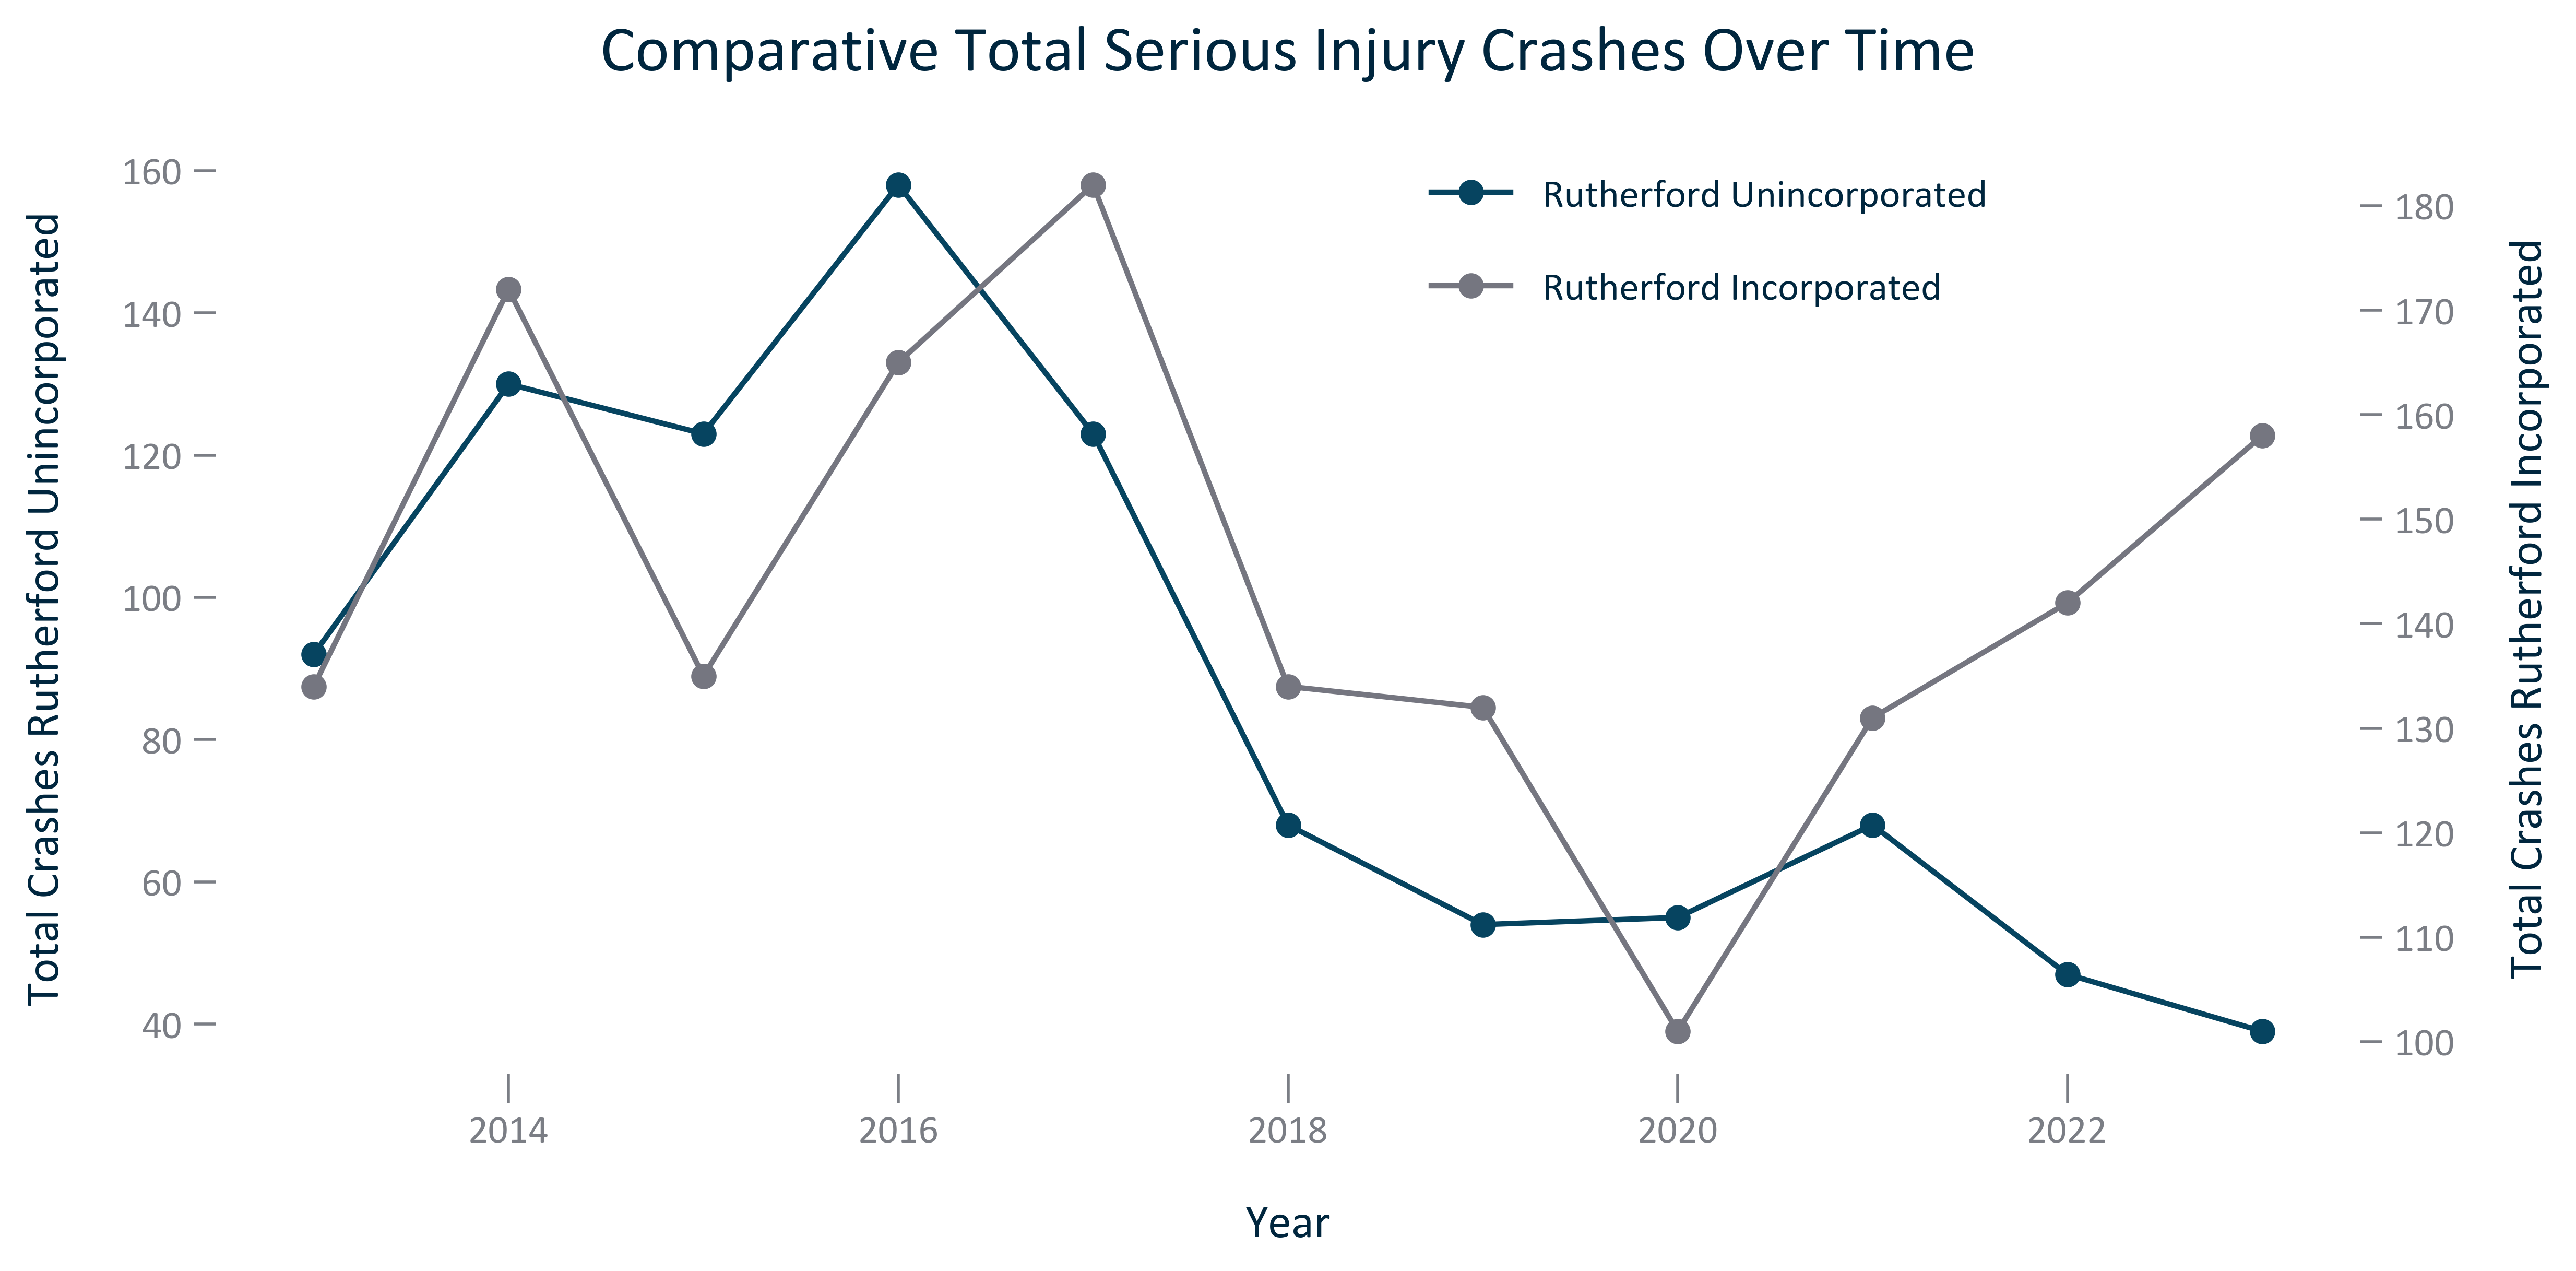 Comparative Total Serious Injury Crashes Over Time
Total Crashes Rutherford Unincorporated
160
140
120
100
80
60
40
Rutherford Unincorporated
Rutherford Incorporated
180
170
160
150
140
130
120
110
100
Total Crashes Rutherford Incorporated
2014 2016 2018 2020 2022
Year